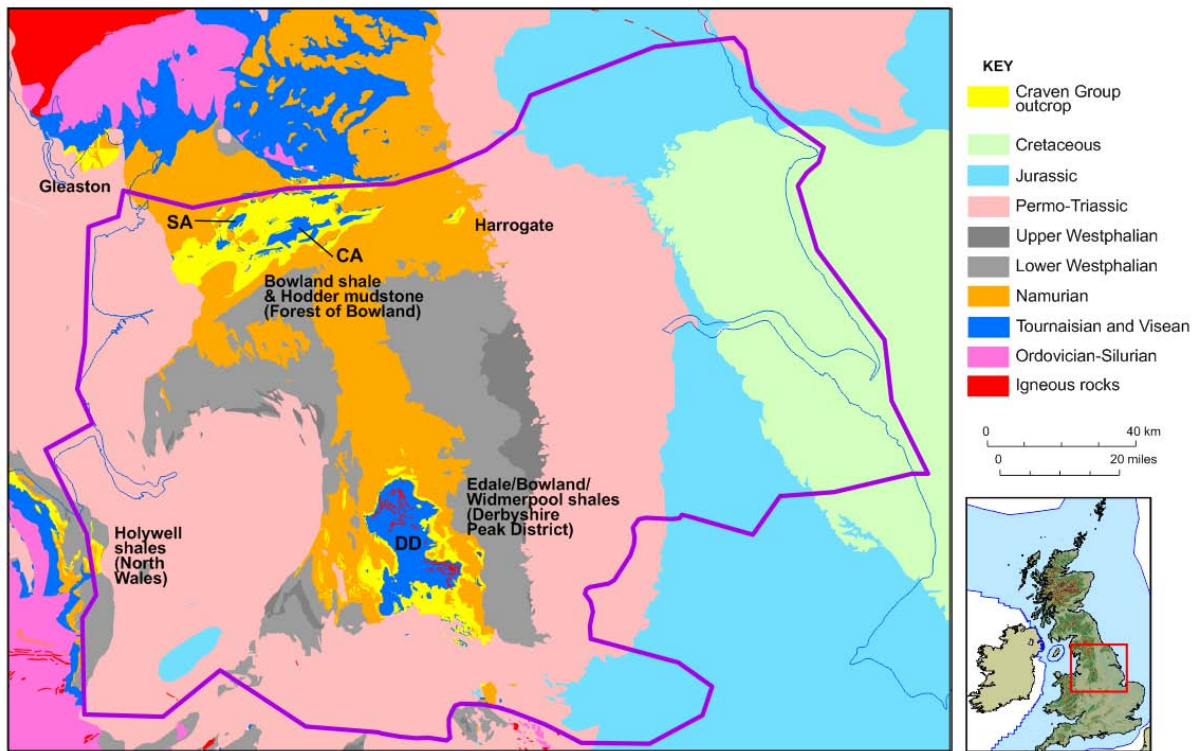 Gleaston
SA
CA
Harrogate
Bowland shale
& Hodder mudstone
(Forest of Bowland)
Edale/Bowland/
Widmerpool shales
(Derbyshire
Peak District)
DD
Holywell
shales
(North
Wales)
KEY
Craven Group
outcrop
Cretaceous
Jurassic
Permo-Triassic
Upper Westphalian
Lower Westphalian
Namurian
Tournaisian and Visean
Ordovician-Silurian
Igneous rocks
0 40 km
0 20 miles